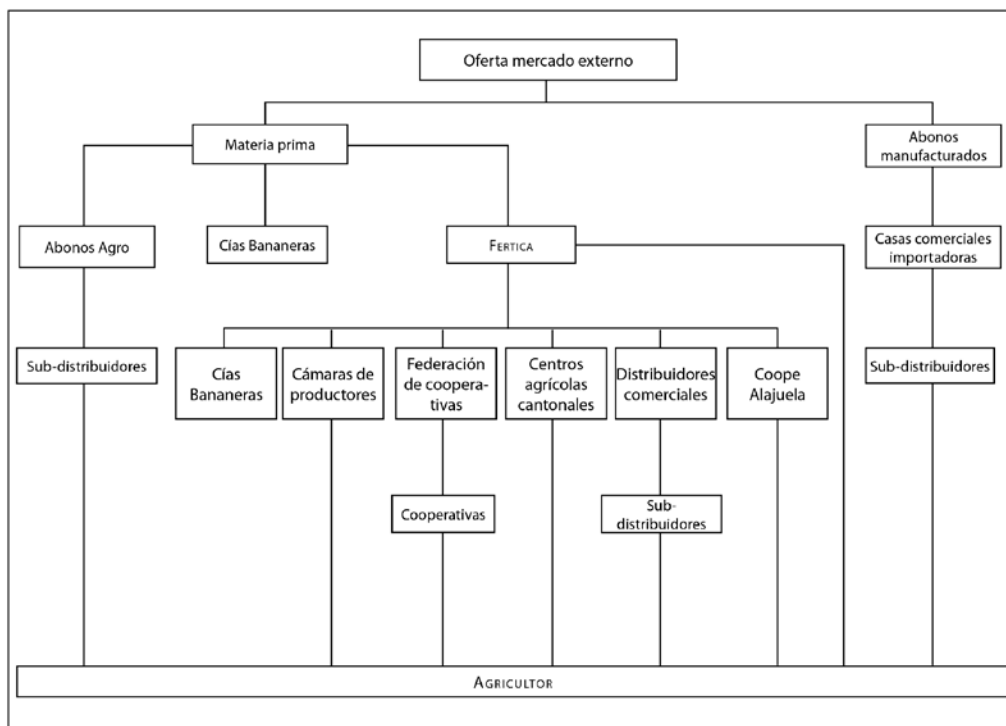 Oferta mercado externo
Materia prima
Abonos
manufacturados
Abonos Agro
Cías Bananeras
FERTICA
Casas comerciales
importadoras
Sub-distribuidores
Cías
Bananeras
Cámaras de
productores
Federación
de coopera-
tivas
Centros
agrícolas
cantonales
Distribuidores
comerciales
Coope
Alajuela
Sub-distribuidores
Cooperativas
Sub-
distribuidores
AGRICULTOR